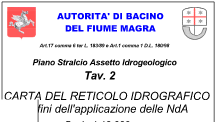 AUTORITA' DI BACINO
DEL FIUME MAGRA
Art.17 comma 6 ter L. 183/89 e Art.1 comma 1 D.L. 180/98
Piano Stralcio Assetto Idrogeologico
Tav. 2
CARTA DEL RETICOLO IDROGRAFICO
fini dell'applicazione delle NdA